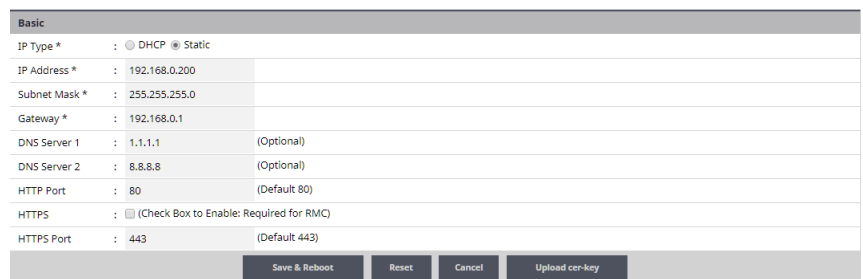 Basic
IP Type * : DHCP Static
IP Address * : 192.168.0.200
Subnet Mask * : 255.255.255.0
Gateway * : 192.168.0.1
DNS Server 1 : 1.1.1.1 (Optional)
DNS Server 2 : 8.8.8.8 (Optional)
HTTP Port : 80 (Default 80)
HTTPS : (Check Box to Enable: Required for RMC)
HTTPS Port : 443 (Default 443)
Save & Reboot Reset Cancel Upload cer-key